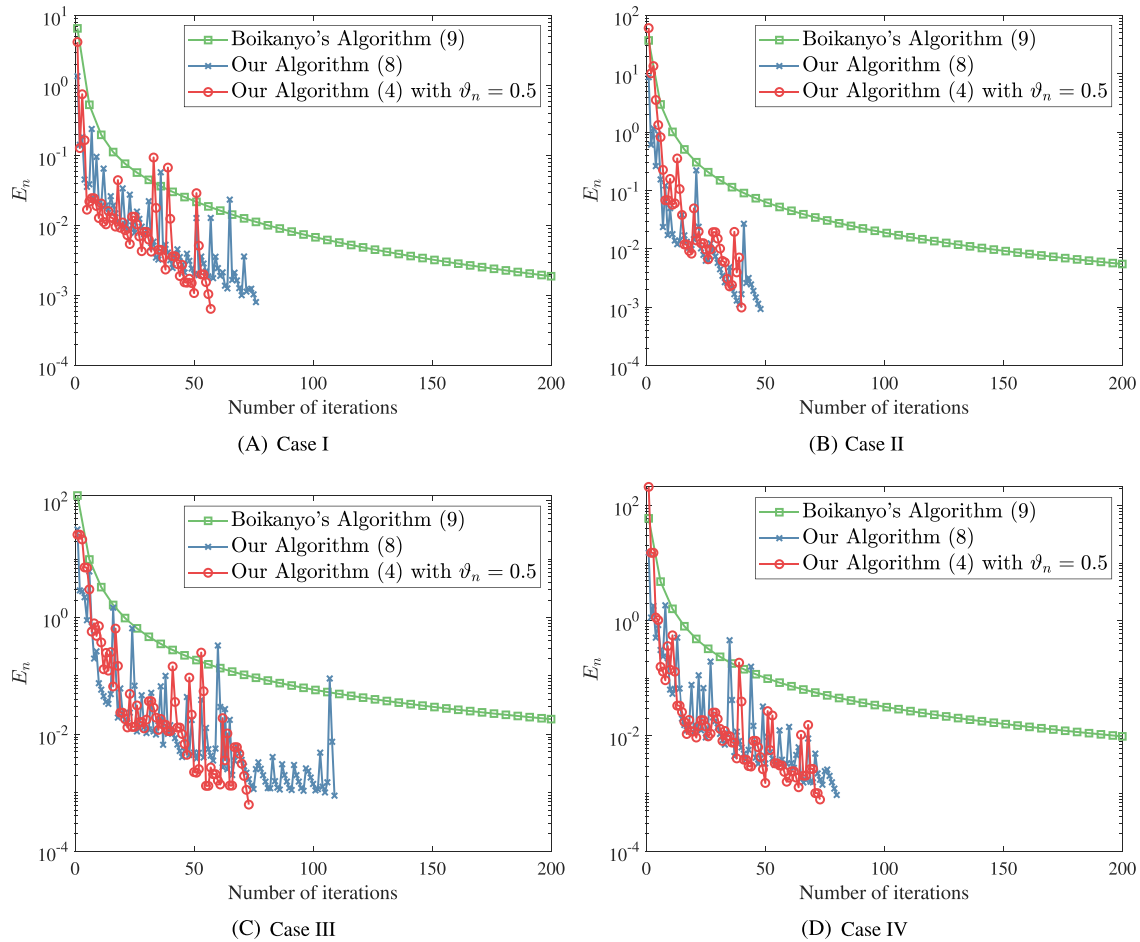 10^1
10^0
10^-1
10^-2
10^-3
10^-4
E_n
0 50 100 150 200
Number of iterations
Boikanyo's Algorithm (9)
Our Algorithm (8)
Our Algorithm (4) with ϑ_n = 0.5
(A) Case I
10^2
10^1
10^0
10^-1
10^-2
10^-3
10^-4
E_n
0 50 100 150 200
Number of iterations
Boikanyo's Algorithm (9)
Our Algorithm (8)
Our Algorithm (4) with ϑ_n = 0.5
(B) Case II
10^2
10^0
10^-2
10^-4
E_n
0 50 100 150 200
Number of iterations
Boikanyo's Algorithm (9)
Our Algorithm (8)
Our Algorithm (4) with ϑ_n = 0.5
(C) Case III
10^2
10^0
10^-2
10^-4
E_n
0 50 100 150 200
Number of iterations
Boikanyo's Algorithm (9)
Our Algorithm (8)
Our Algorithm (4) with ϑ_n = 0.5
(D) Case IV